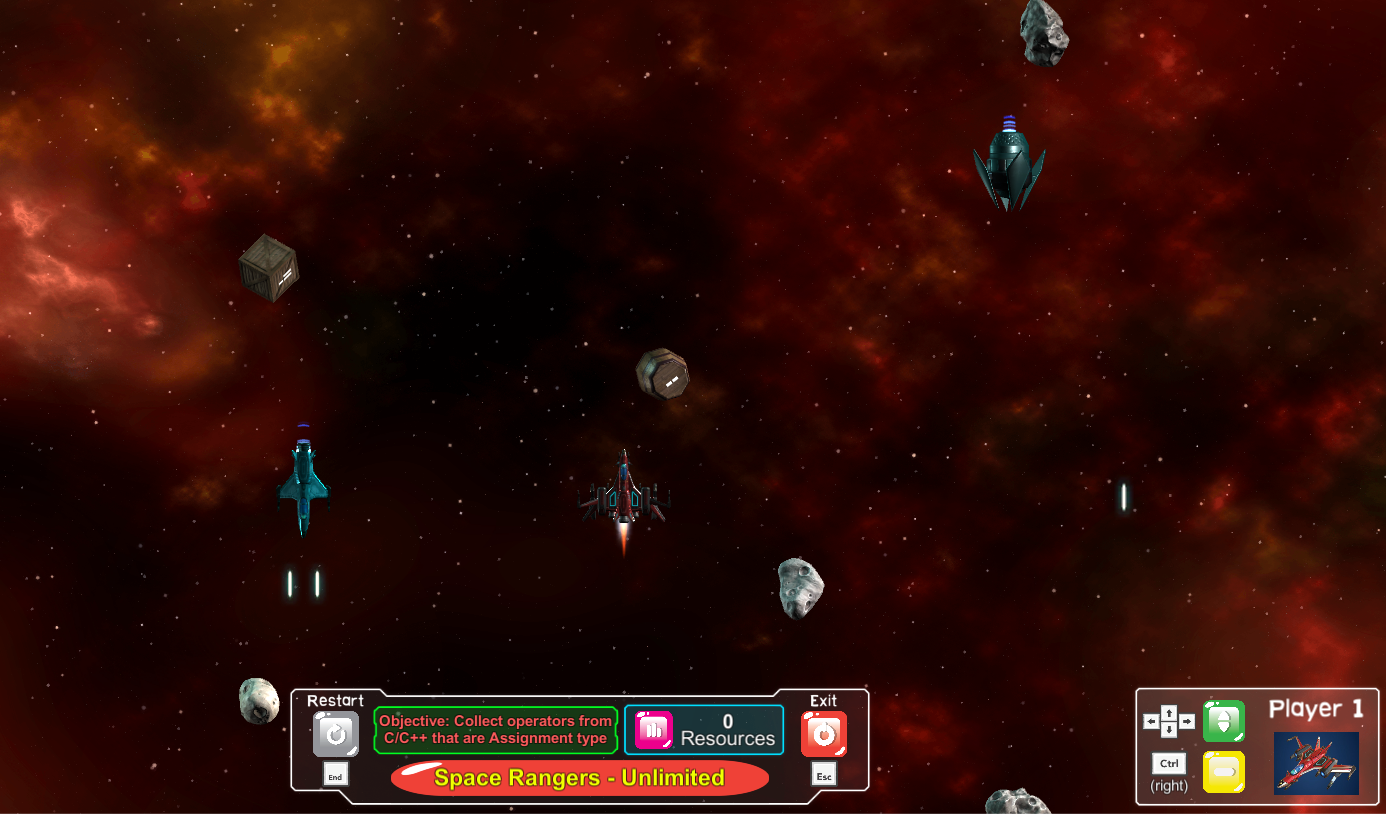 Restart
Exit
Objective: Collect operators from
C/C++ that are Assignment type
0
Resources
End
Space Rangers - Unlimited
Esc
Player 1
Ctrl
(right)